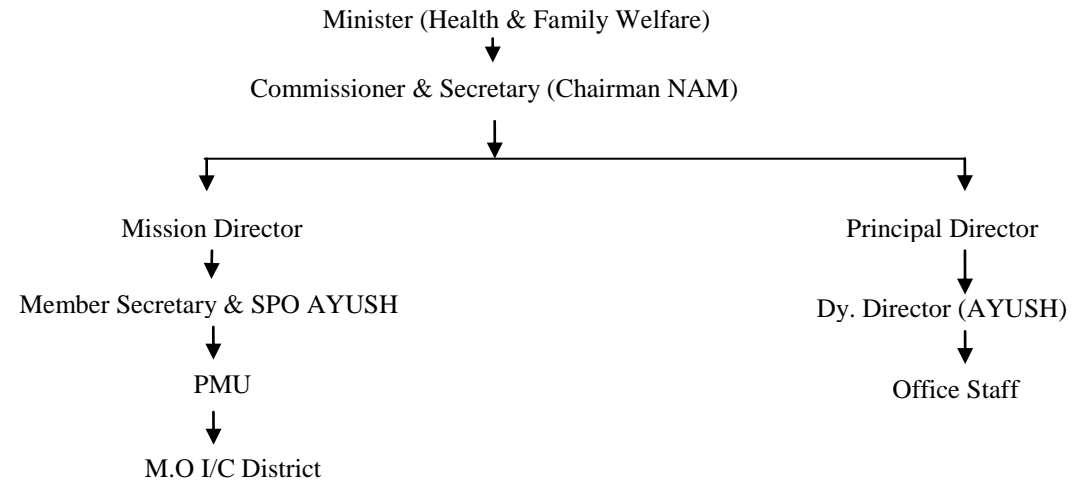 Minister (Health & Family Welfare)
Commissioner & Secretary (Chairman NAM)
Mission Director
Principal Director
Member Secretary & SPO AYUSH
Dy. Director (AYUSH)
PMU
Office Staff
M.O I/C District